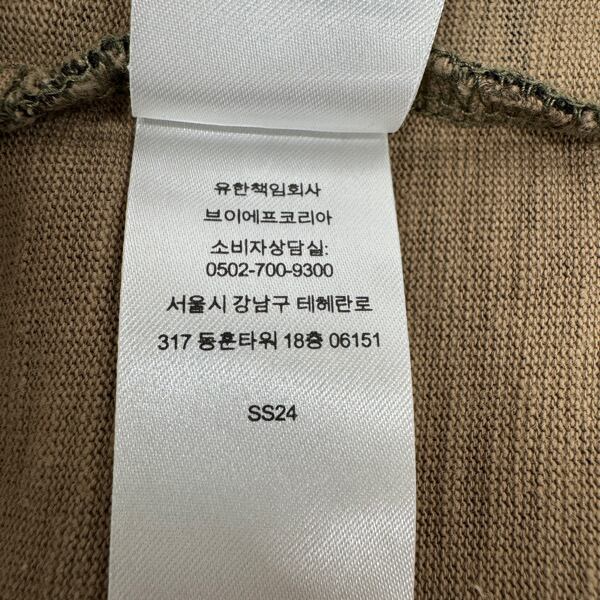 유한책임회사
브이에프코리아
소비자상담실:
0502-700-9300
서울시 강남구 테헤란로
317 동훈타워 18층 06151
SS24